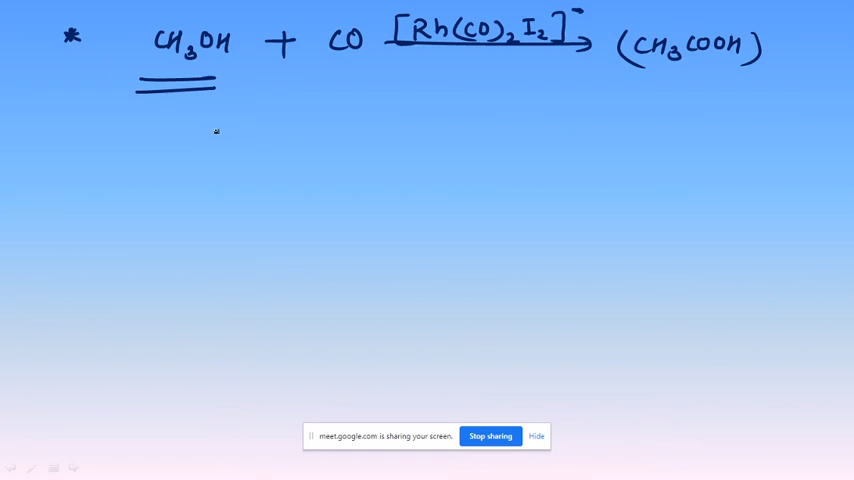 * CH₃OH + CO [Rh(CO)₂I₂]⁻ → (CH₃COOH)
meet.google.com is sharing your screen. Stop sharing Hide